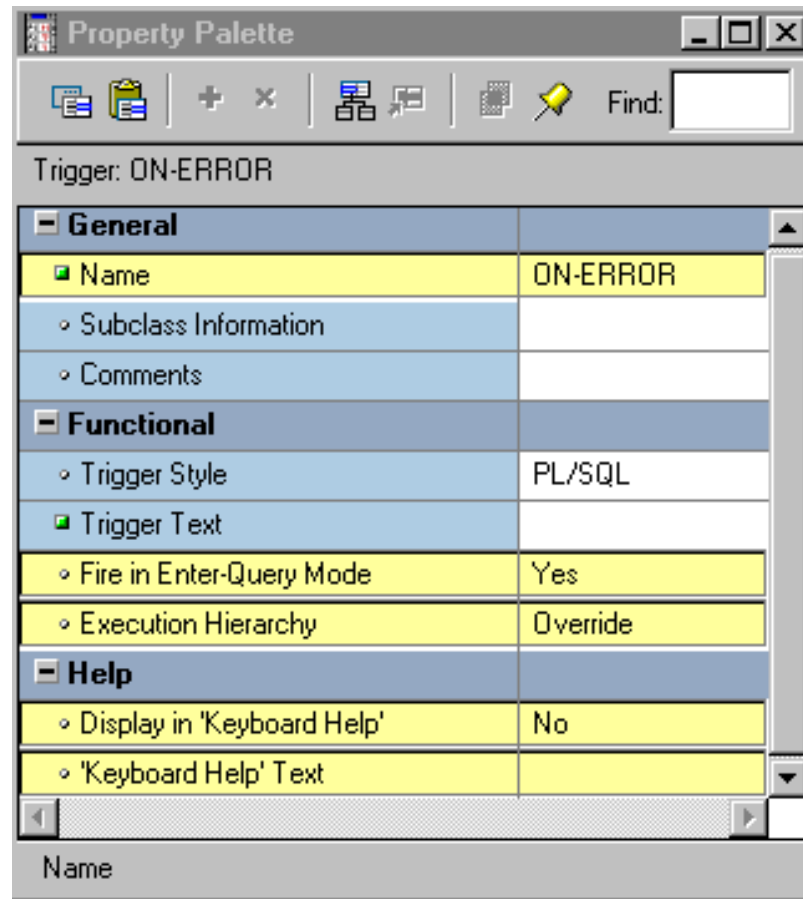 Property Palette
Find:
Trigger: ON-ERROR
General
Name ON-ERROR
Subclass Information
Comments
Functional
Trigger Style PL/SQL
Trigger Text
Fire in Enter-Query Mode Yes
Execution Hierarchy Override
Help
Display in 'Keyboard Help' No
'Keyboard Help' Text
Name